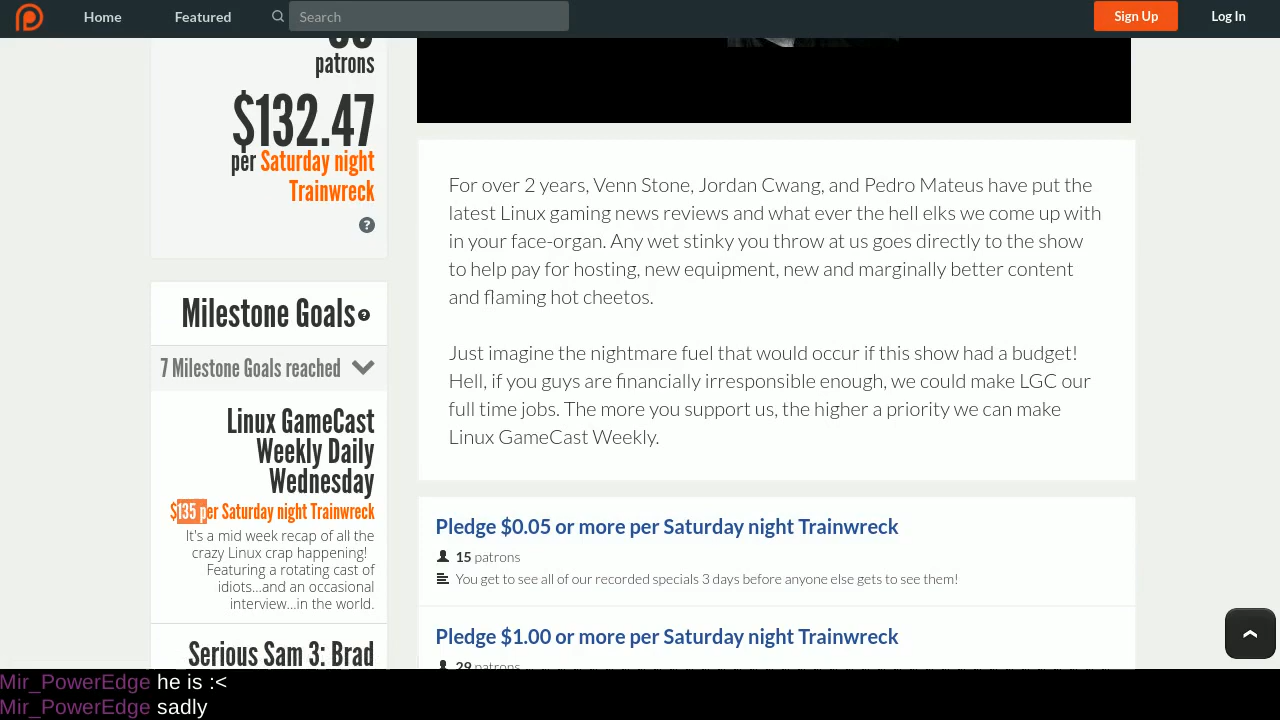 Home
Featured
Search
Sign Up
Log In
patrons
$132.47
per Saturday night
Trainwreck
?
Milestone Goals?
7 Milestone Goals reached
Linux GameCast
Weekly Daily
Wednesday
$135 per Saturday night Trainwreck
It's a mid week recap of all the
crazy Linux crap happening!
Featuring a rotating cast of
idiots...and an occasional
interview...in the world.
Serious Sam 3: Brad
For over 2 years, Venn Stone, Jordan Cwang, and Pedro Mateus have put the
latest Linux gaming news reviews and what ever the hell elks we come up with
in your face-organ. Any wet stinky you throw at us goes directly to the show
to help pay for hosting, new equipment, new and marginally better content
and flaming hot cheetos.
Just imagine the nightmare fuel that would occur if this show had a budget!
Hell, if you guys are financially irresponsible enough, we could make LGC our
full time jobs. The more you support us, the higher a priority we can make
Linux GameCast Weekly.
Pledge $0.05 or more per Saturday night Trainwreck
15 patrons
You get to see all of our recorded specials 3 days before anyone else gets to see them!
Pledge $1.00 or more per Saturday night Trainwreck
29 patrons
Mir_PowerEdge he is :<
Mir_PowerEdge sadly